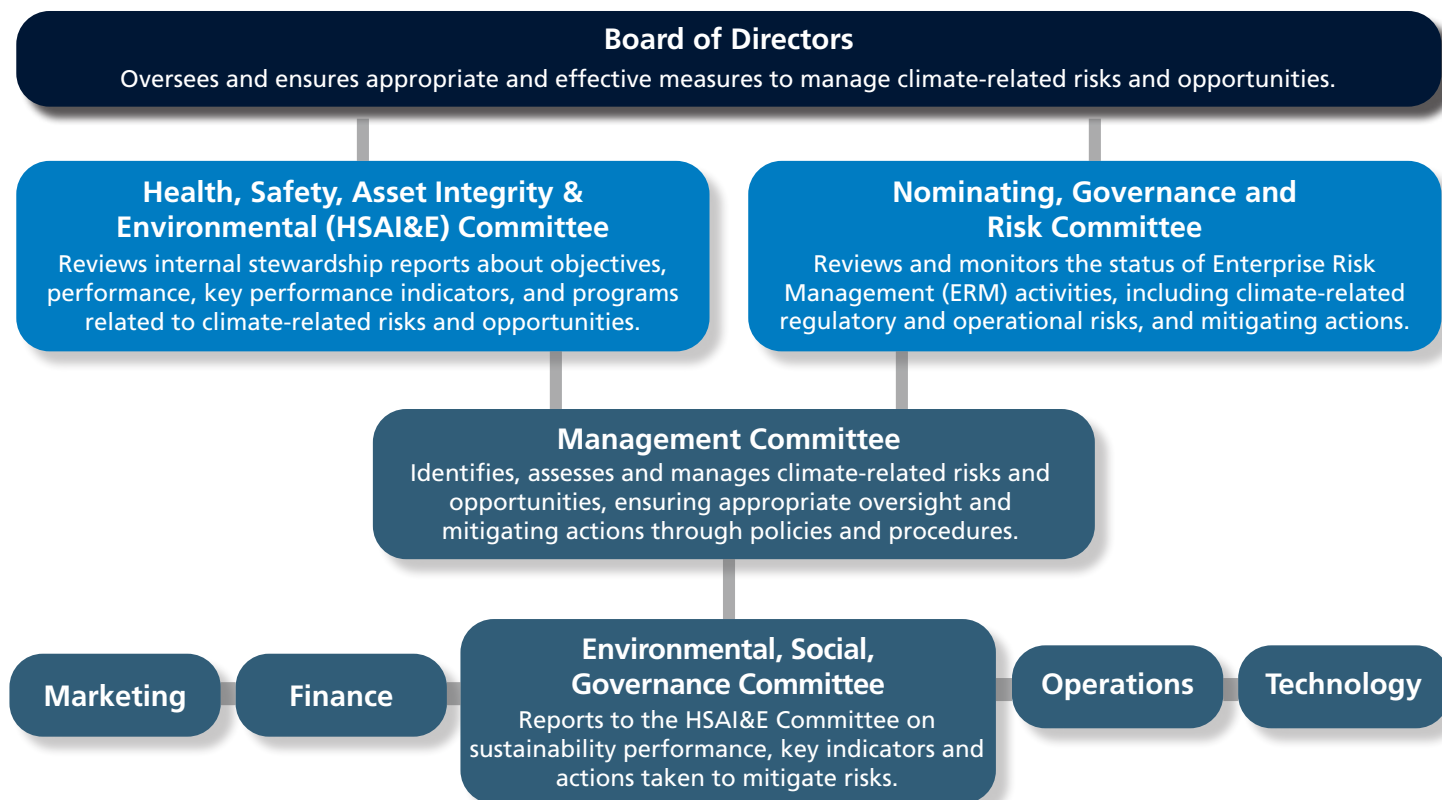 Board of Directors
Oversees and ensures appropriate and effective measures to manage climate-related risks and opportunities.
Health, Safety, Asset Integrity &
Environmental (HSAI&E) Committee
Reviews internal stewardship reports about objectives,
performance, key performance indicators, and programs
related to climate-related risks and opportunities.
Nominating, Governance and
Risk Committee
Reviews and monitors the status of Enterprise Risk
Management (ERM) activities, including climate-related
regulatory and operational risks, and mitigating actions.
Management Committee
Identifies, assesses and manages climate-related risks and
opportunities, ensuring appropriate oversight and
mitigating actions through policies and procedures.
Marketing
Finance
Environmental, Social,
Governance Committee
Reports to the HSAI&E Committee on
sustainability performance, key indicators and
actions taken to mitigate risks.
Operations
Technology